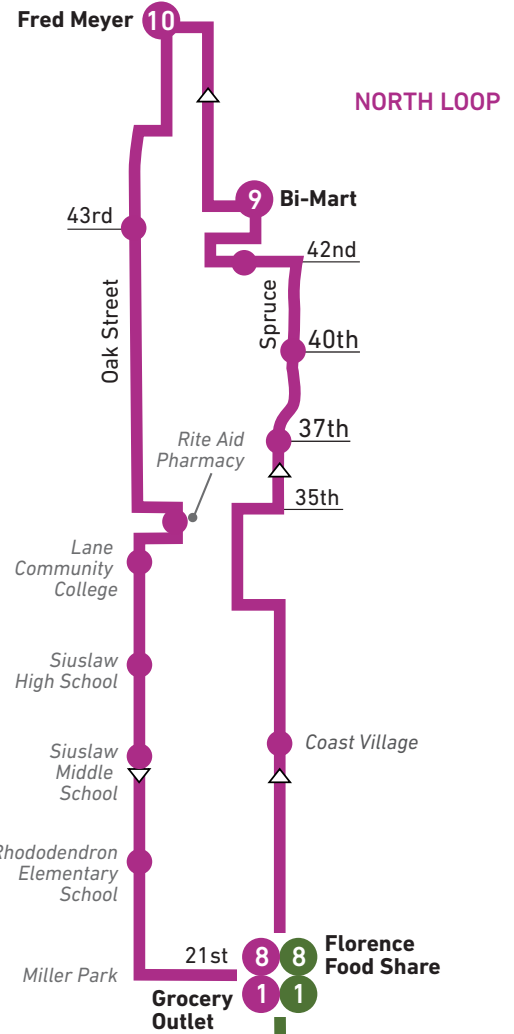 Fred Meyer
10
NORTH LOOP
9
Bi-Mart
43rd
42nd
Oak Street
Spruce
40th
37th
Rite Aid
Pharmacy
35th
Lane
Community
College
Siuslaw
High School
Coast Village
Siuslaw
Middle
School
Rhododendron
Elementary
School
21st
8
8
Florence
Food Share
Miller Park
Grocery
Outlet
1
1